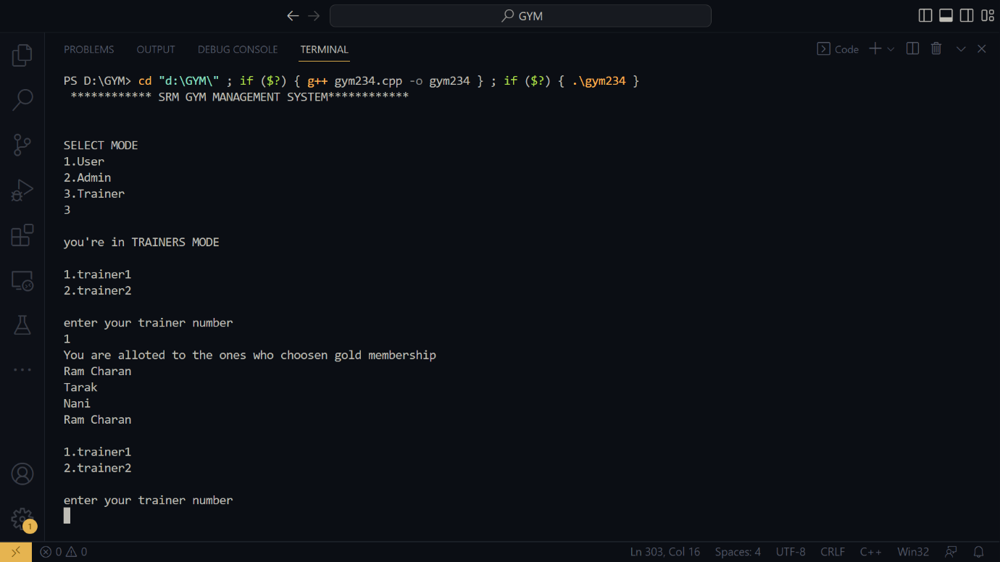 GYM
PROBLEMS OUTPUT DEBUG CONSOLE TERMINAL
Code
PS D:\GYM> cd "d:\GYM\" ; if ($?) { g++ gym234.cpp -o gym234 } ; if ($?) { .\gym234 }
************ SRM GYM MANAGEMENT SYSTEM************
SELECT MODE
1.User
2.Admin
3.Trainer
3
you're in TRAINERS MODE
1.trainer1
2.trainer2
enter your trainer number
1
You are alloted to the ones who choosen gold membership
Ram Charan
Tarak
Nani
Ram Charan
1.trainer1
2.trainer2
enter your trainer number
1
0 0 Ln 303, Col 16 Spaces: 4 UTF-8 CRLF C++ Win32